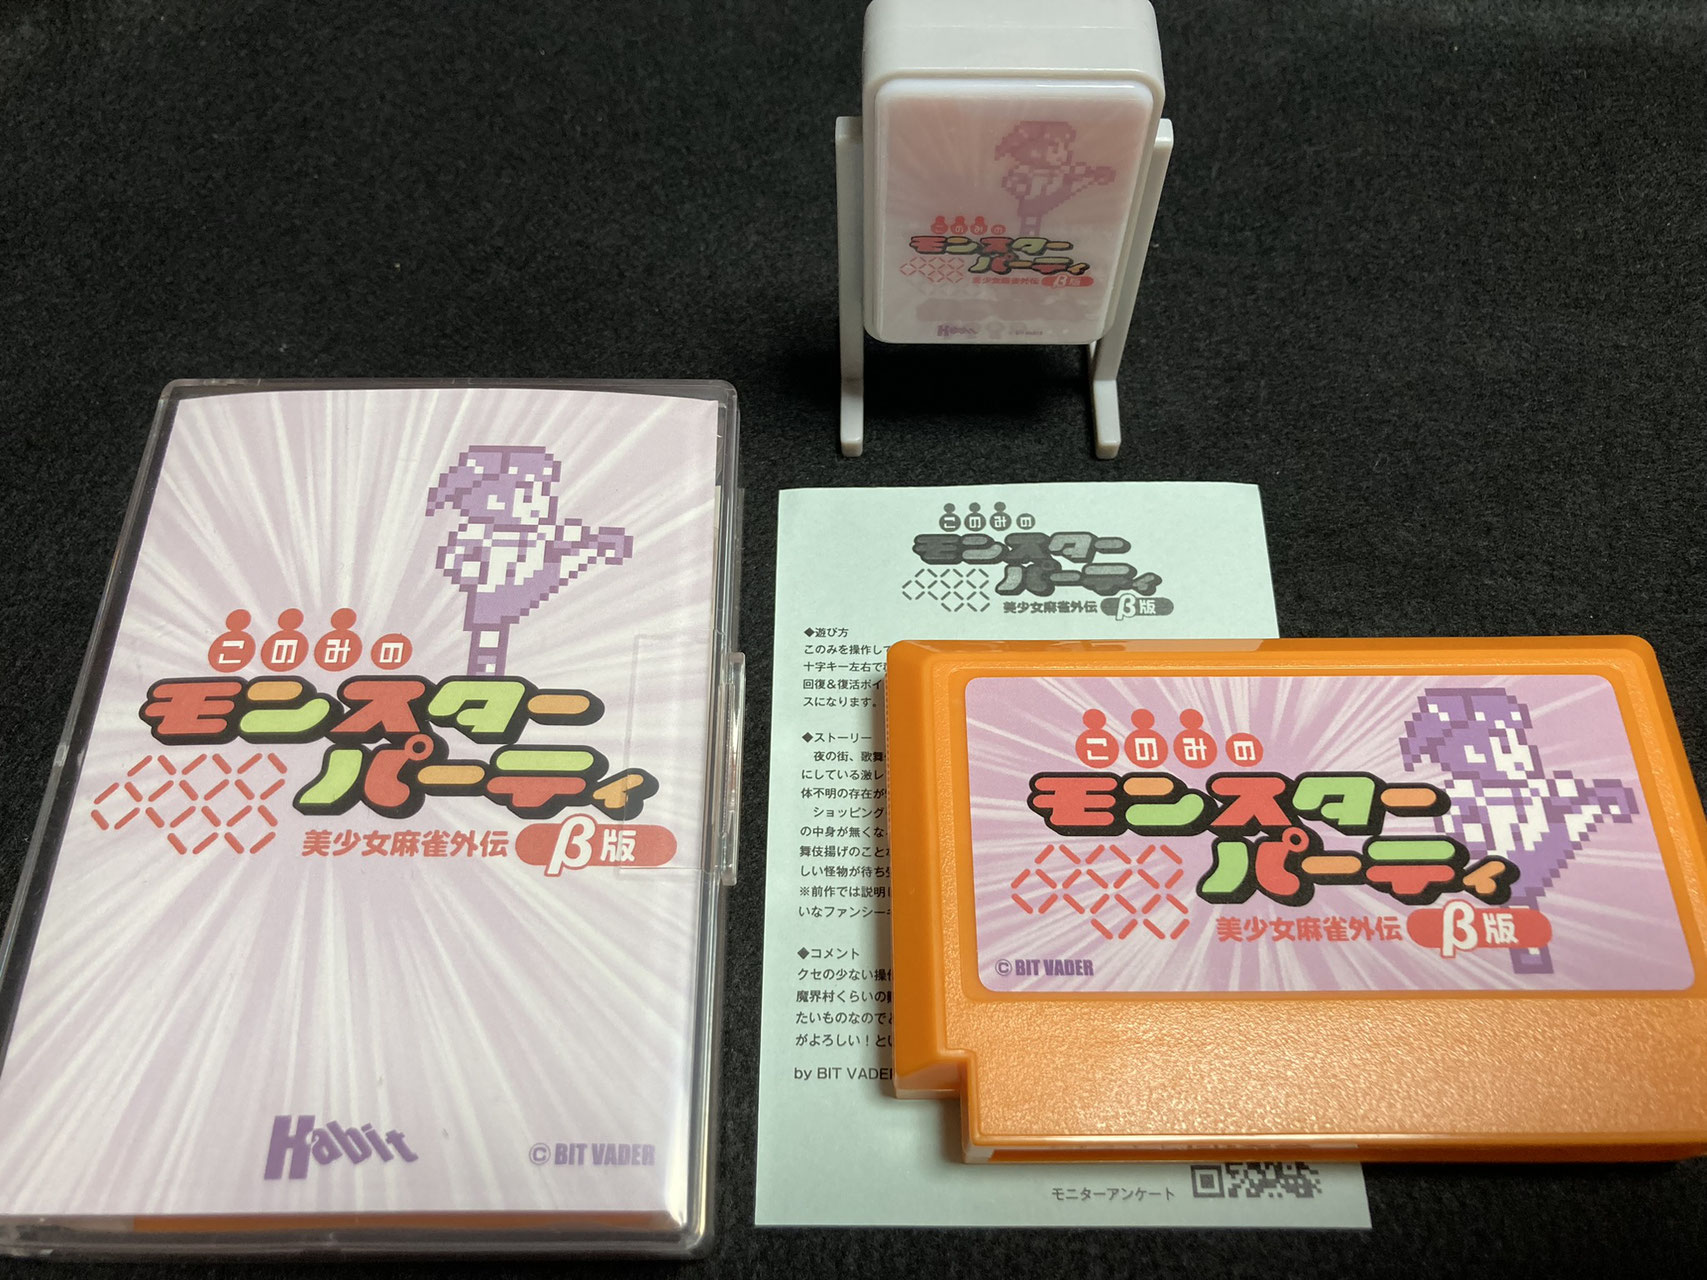 このみの
モンスター
パーティ
美少女麻雀外伝 β版
Habit
© BIT VADER
このみの
モンスター
パーティ
美少女麻雀外伝 β版
Habit
このみの
モンスター
パーティ
美少女麻雀外伝 β版
◆遊び方
このみを操作して
十字キー左右で
回復&復活ポイ
スになります。
◆ストーリー
夜の街、歌舞
にしている激レ
体不明の存在が
ショッピング
の中身が無くな
舞伎揚げのこと
しい怪物が待ち
※前作では説明
いなファンシー
◆コメント
クセの少ない操作
魔界村くらいの
たいものなので
がよろしい!とい
by BIT VADER
モニターアンケート
このみの
モンスター
パーティ
美少女麻雀外伝 β版
© BIT VADER